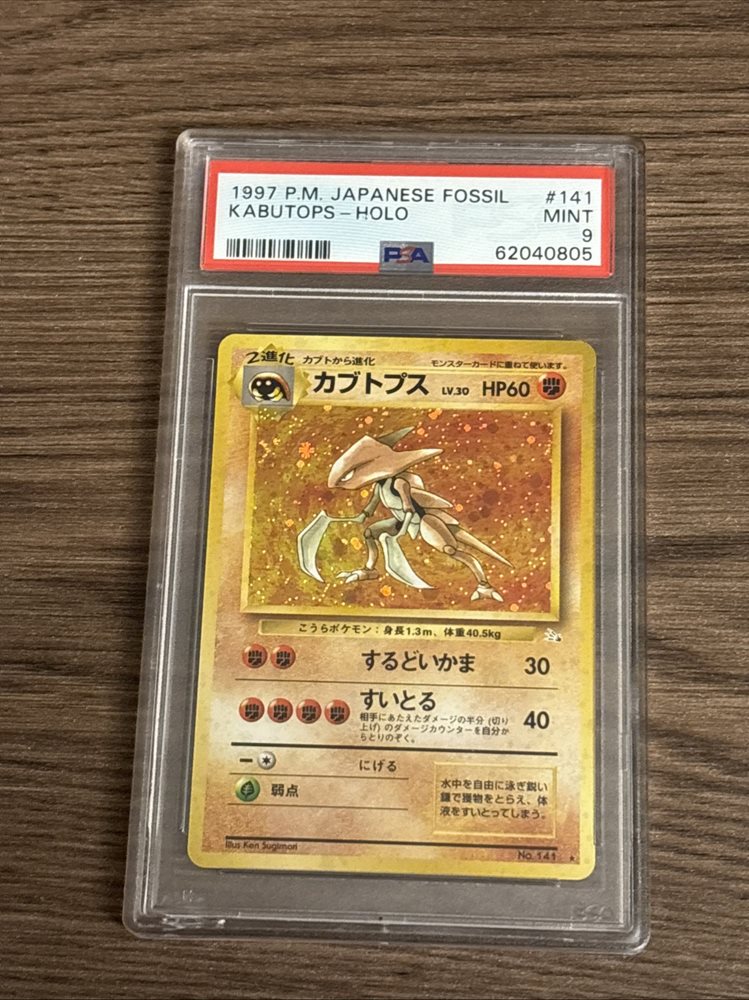 1997 P.M. JAPANESE FOSSIL #141
KABUTOPS - HOLO MINT
9
PSA 62040805
2進化 カブトから進化 モンスターカードに重ねて使います。
カブトプス LV.30 HP60
こうらポケモン：身長1.3m、体重40.5kg
するどいかま 30
すいとる 40
相手にあたえたダメージの半分 (切り
上げ) のダメージカウンターを自分か
らとりのぞく。
にげる
弱点
水中を自由に泳ぎ鋭い
鎌で獲物をとらえ、体
液をすいとってしまう。
Illus Ken Sugimori No. 141 ★